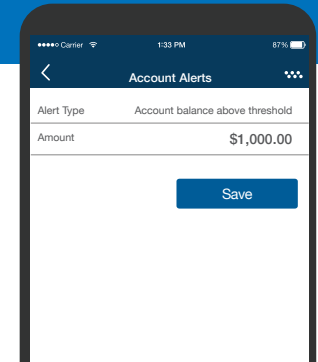 Carrier 1:33 PM 87%
Account Alerts
Alert Type Account balance above threshold
Amount $1,000.00
Save